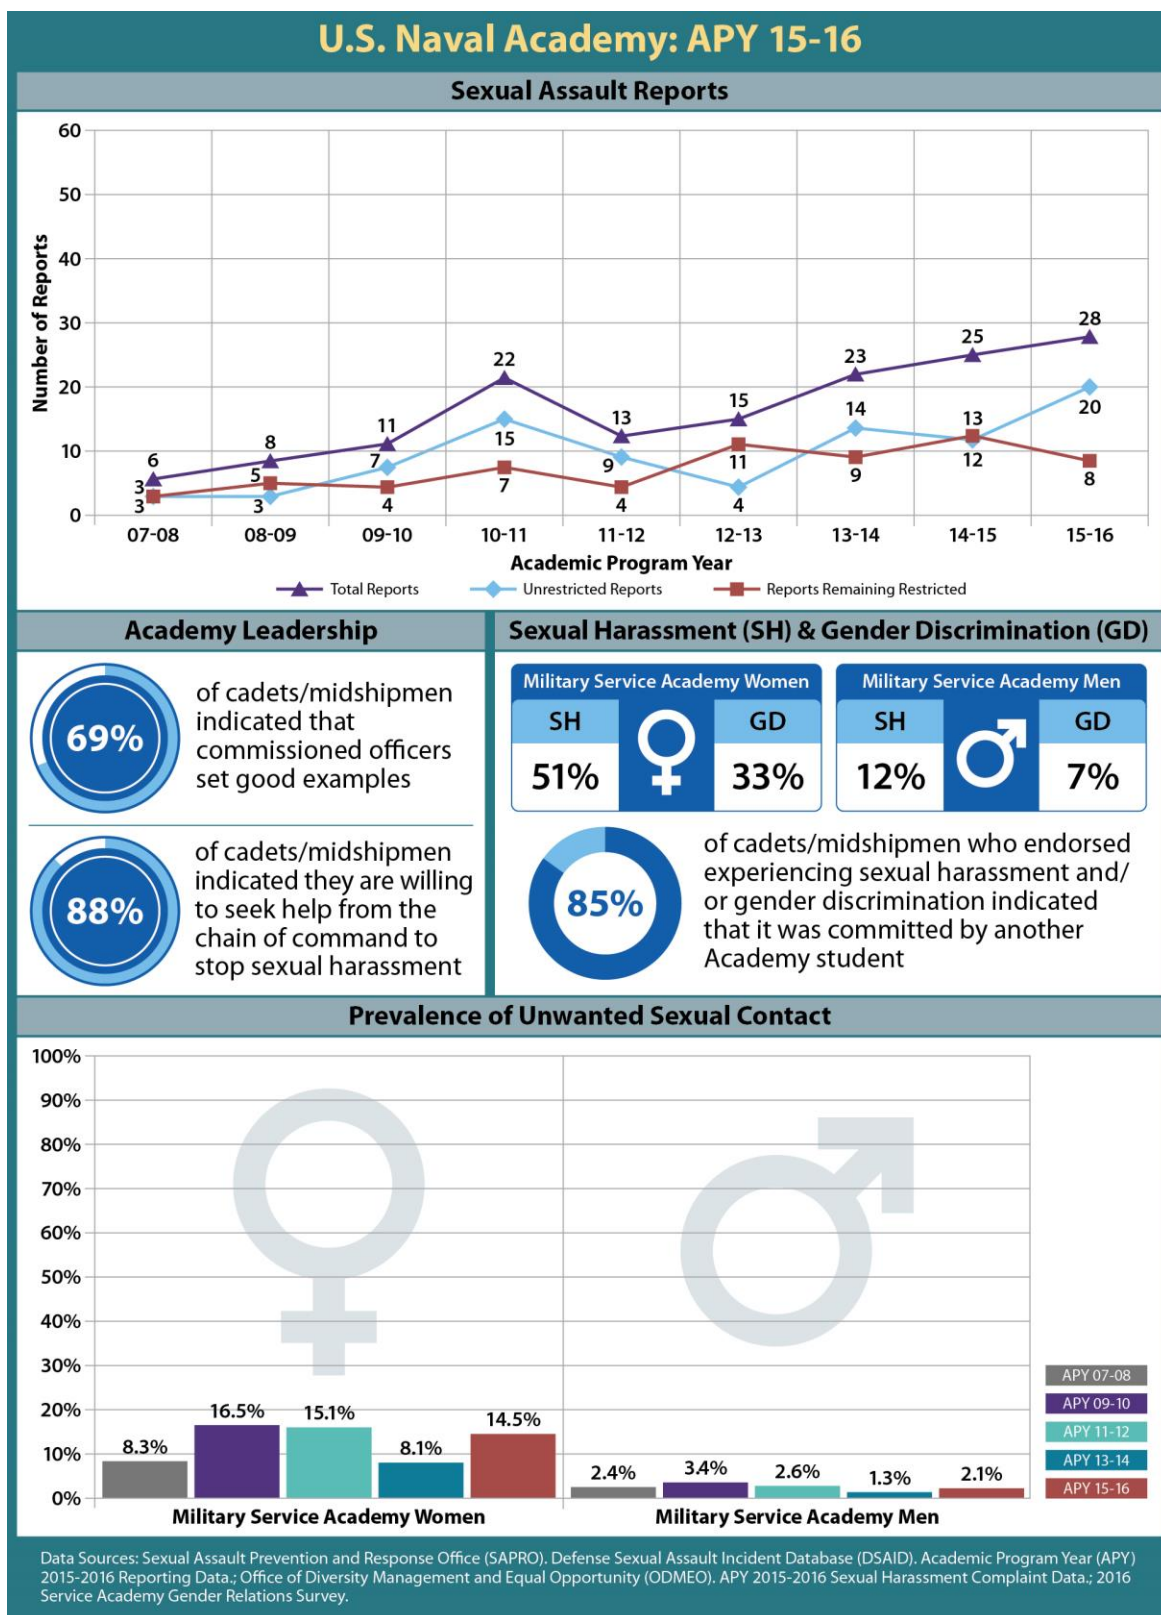 U.S. Naval Academy: APY 15-16
Sexual Assault Reports
60
50
40
30
20
10
0
Number of Reports
6
8
11
22
13
15
23
25
28
3
3
7
15
9
4
14
12
20
3
5
4
7
4
11
9
13
8
07-08
08-09
09-10
10-11
11-12
12-13
13-14
14-15
15-16
Academic Program Year
Total Reports
Unrestricted Reports
Reports Remaining Restricted
Academy Leadership
69%
of cadets/midshipmen
indicated that
commissioned officers
set good examples
88%
of cadets/midshipmen
indicated they are willing
to seek help from the
chain of command to
stop sexual harassment
Sexual Harassment (SH) & Gender Discrimination (GD)
Military Service Academy Women
SH
GD
51%
33%
Military Service Academy Men
SH
GD
12%
7%
85%
of cadets/midshipmen who endorsed
experiencing sexual harassment and/
or gender discrimination indicated
that it was committed by another
Academy student
Prevalence of Unwanted Sexual Contact
100%
90%
80%
70%
60%
50%
40%
30%
20%
10%
0%
8.3%
16.5%
15.1%
8.1%
14.5%
2.4%
3.4%
2.6%
1.3%
2.1%
Military Service Academy Women
Military Service Academy Men
APY 07-08
APY 09-10
APY 11-12
APY 13-14
APY 15-16
Data Sources: Sexual Assault Prevention and Response Office (SAPRO). Defense Sexual Assault Incident Database (DSAID). Academic Program Year (APY)
2015-2016 Reporting Data.; Office of Diversity Management and Equal Opportunity (ODMEO). APY 2015-2016 Sexual Harassment Complaint Data.; 2016
Service Academy Gender Relations Survey.